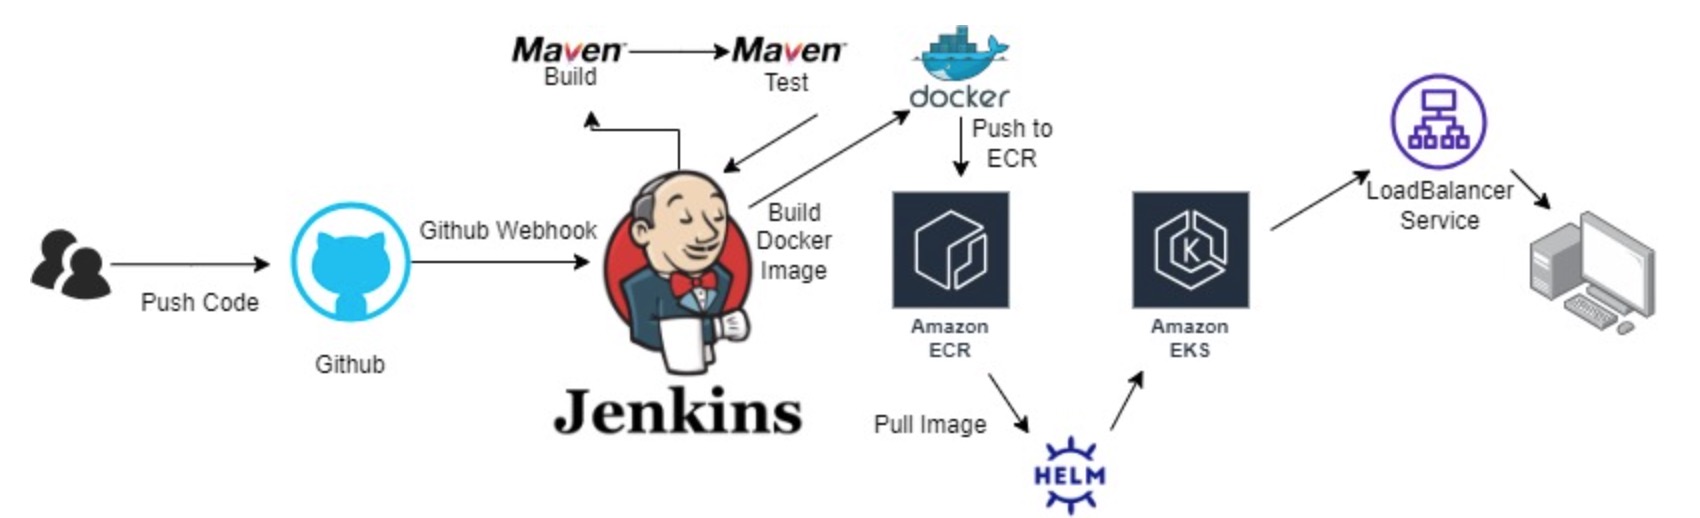 Maven
Build
Maven
Test
docker
Push to
ECR
Build
Docker
Image
Push Code
Github
Github Webhook
Jenkins
Amazon
ECR
Pull Image
HELM
K
Amazon
EKS
LoadBalancer
Service